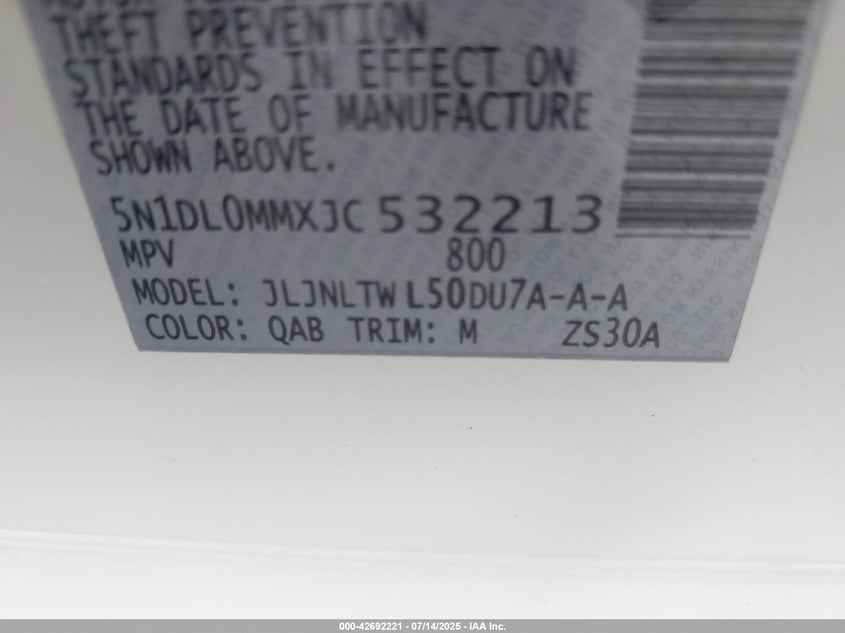 THEFT PREVENTION
STANDARDS IN EFFECT ON
THE DATE OF MANUFACTURE
SHOWN ABOVE.
5N1DL0MMXJC532213
MPV 800
MODEL: JLJNLTWL50DU7A-A-A
COLOR: QAB TRIM: M ZS30A
000-42692221 - 07/14/2025 - IAA Inc.